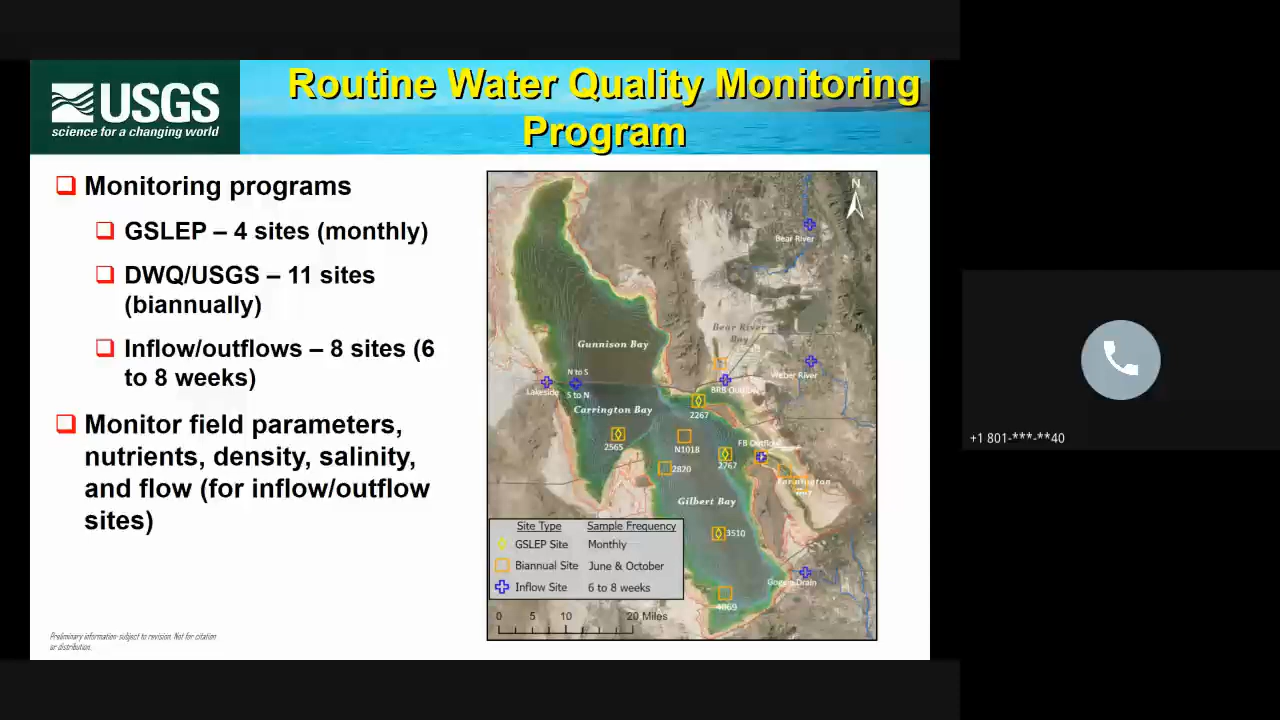 USGS
science for a changing world
Routine Water Quality Monitoring
Program
Monitoring programs
GSLEP – 4 sites (monthly)
DWQ/USGS – 11 sites
(biannually)
Inflow/outflows – 8 sites (6
to 8 weeks)
Monitor field parameters,
nutrients, density, salinity,
and flow (for inflow/outflow
sites)
Preliminary information-subject to revision. Not for citation
or distribution.
N
Bear River
Bear River
Bay
Gunnison Bay
N to S
Lakeside
S to N
Weber River
BRB Outflow
Carrington Bay
2267
2565
N1018
FB Outflow
2767
2820
Farmington
Gilbert Bay
3510
Goggin Drain
4069
Site Type Sample Frequency
GSLEP Site Monthly
Biannual Site June & October
Inflow Site 6 to 8 weeks
0 5 10 20 Miles
+1 801-***-**40